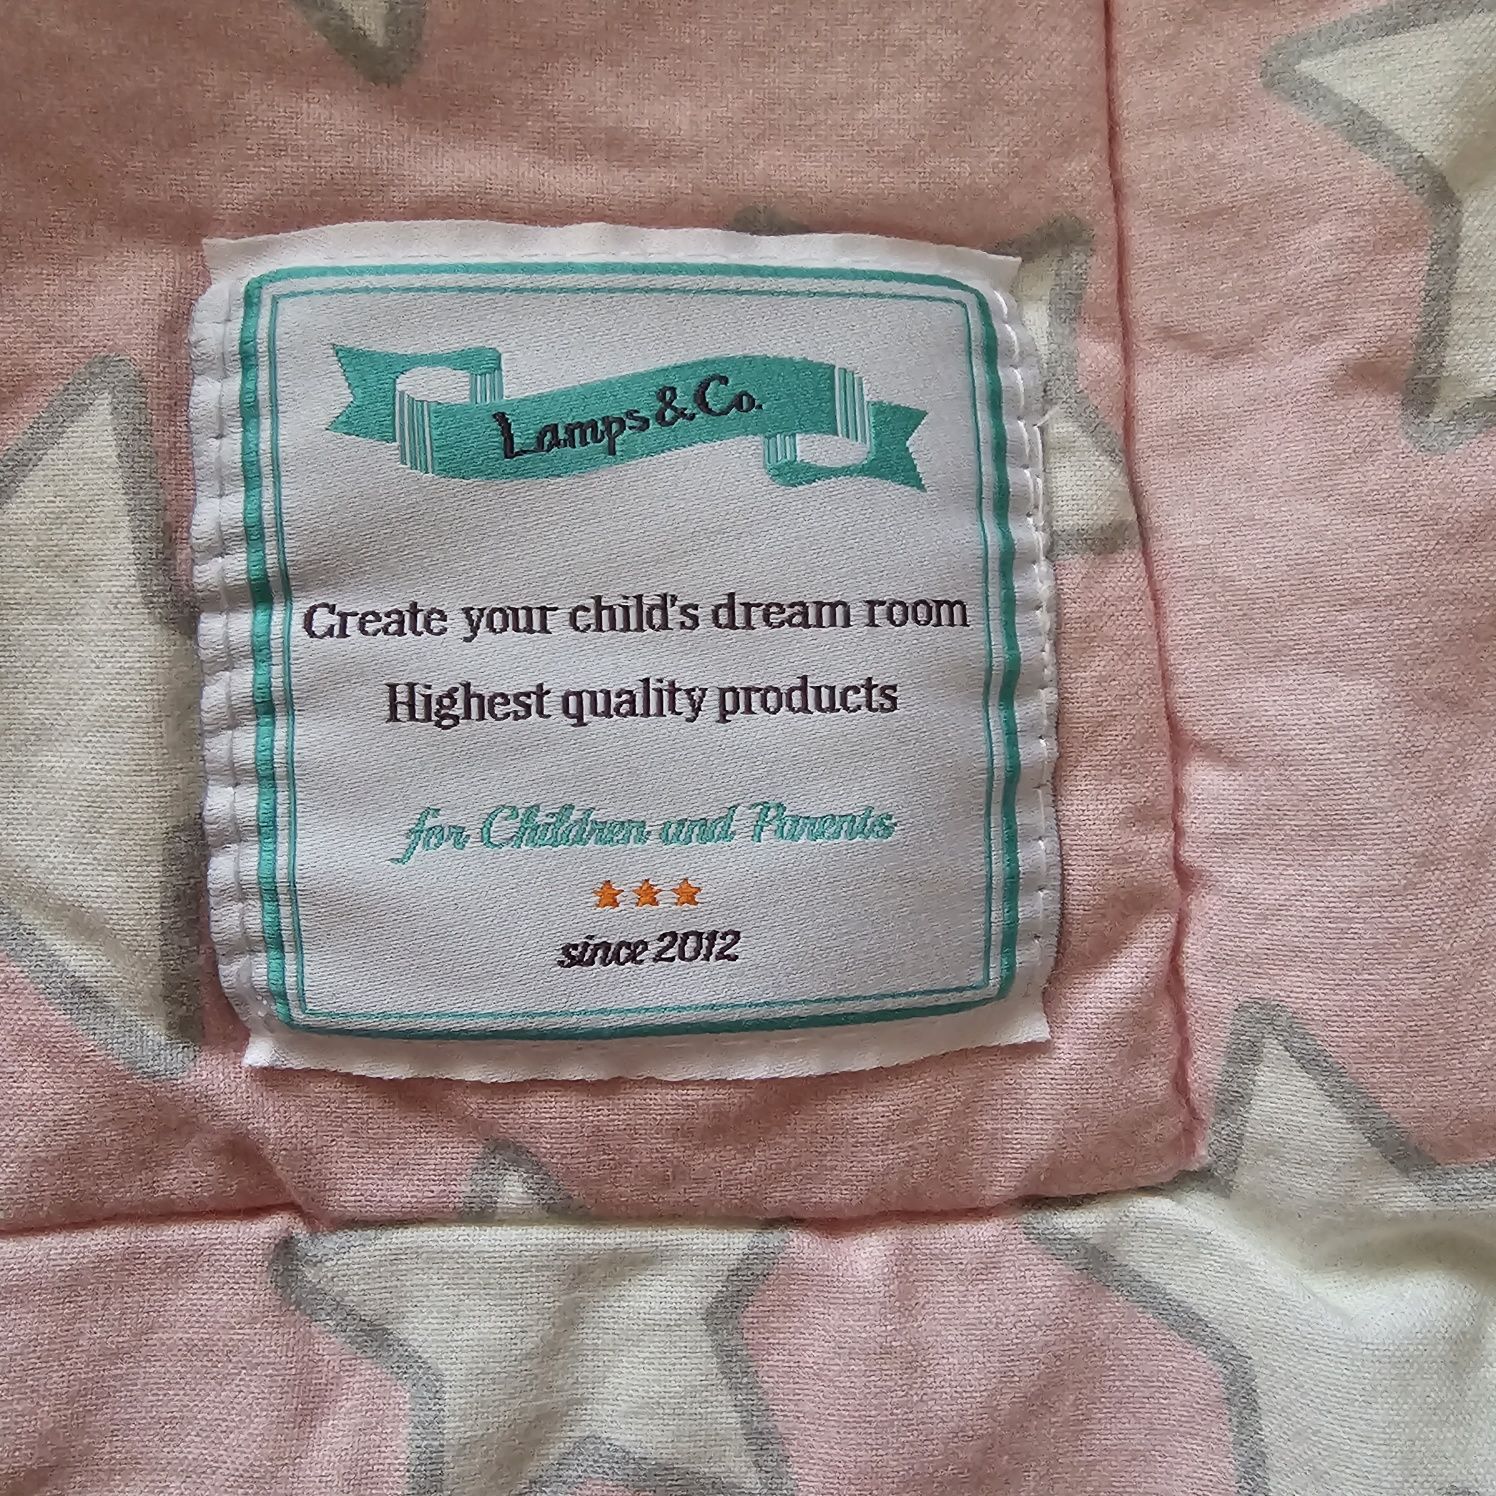 Lamps & Co.
Create your child's dream room
Highest quality products
for Children and Parents
since 2012